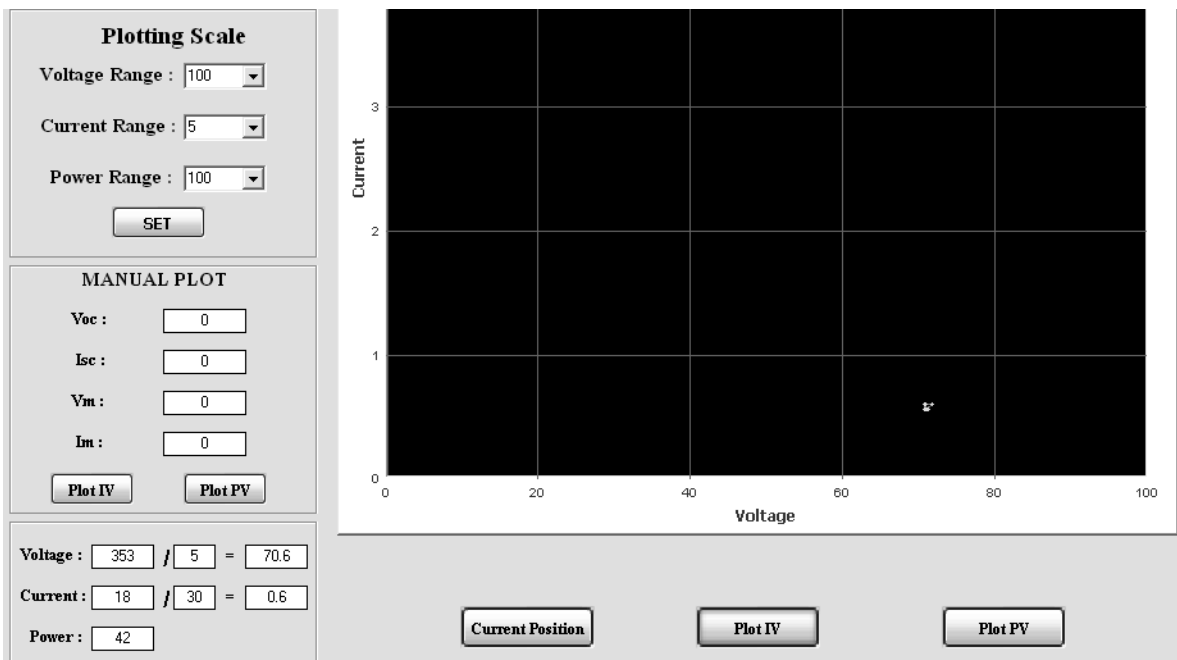 Plotting Scale
Voltage Range : 100
Current Range : 5
Power Range : 100
SET
MANUAL PLOT
Voc : 0
Isc : 0
Vm : 0
Im : 0
Plot IV Plot PV
Voltage : 353 / 5 = 70.6
Current : 18 / 30 = 0.6
Power : 42
Current
3
2
1
0
0 20 40 60 80 100
Voltage
Current Position Plot IV Plot PV